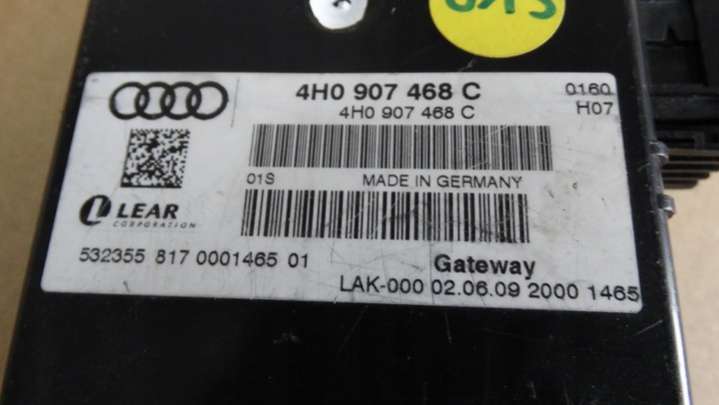 4H0 907 468 C
0160
4H0 907 468 C
H07
01S MADE IN GERMANY
LEAR
CORPORATION
532355 817 0001465 01
Gateway
LAK-000 02.06.09 2000 1465